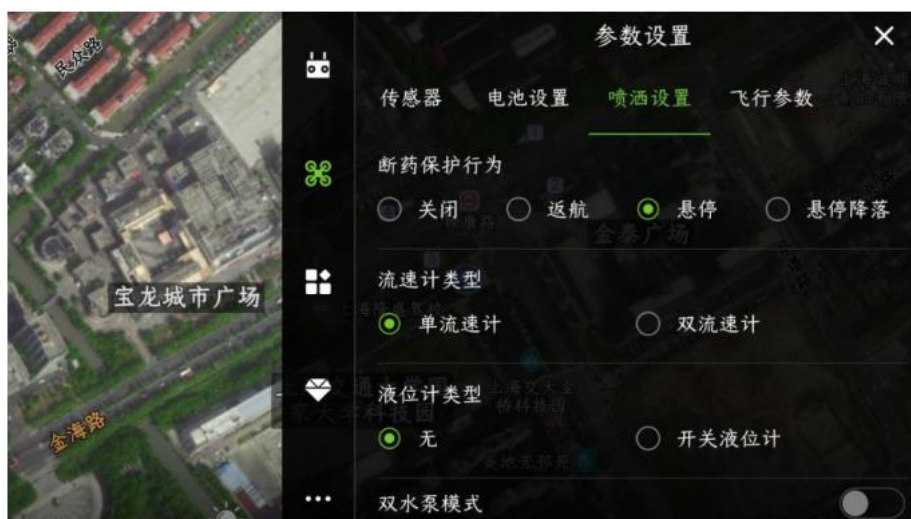 参数设置
传感器 电池设置 喷洒设置 飞行参数
断药保护行为
关闭 返航 悬停 悬停降落
流速计类型
单流速计 双流速计
液位计类型
无 开关液位计
双水泵模式
民众路
宝龙城市广场
金海路
金泰广场